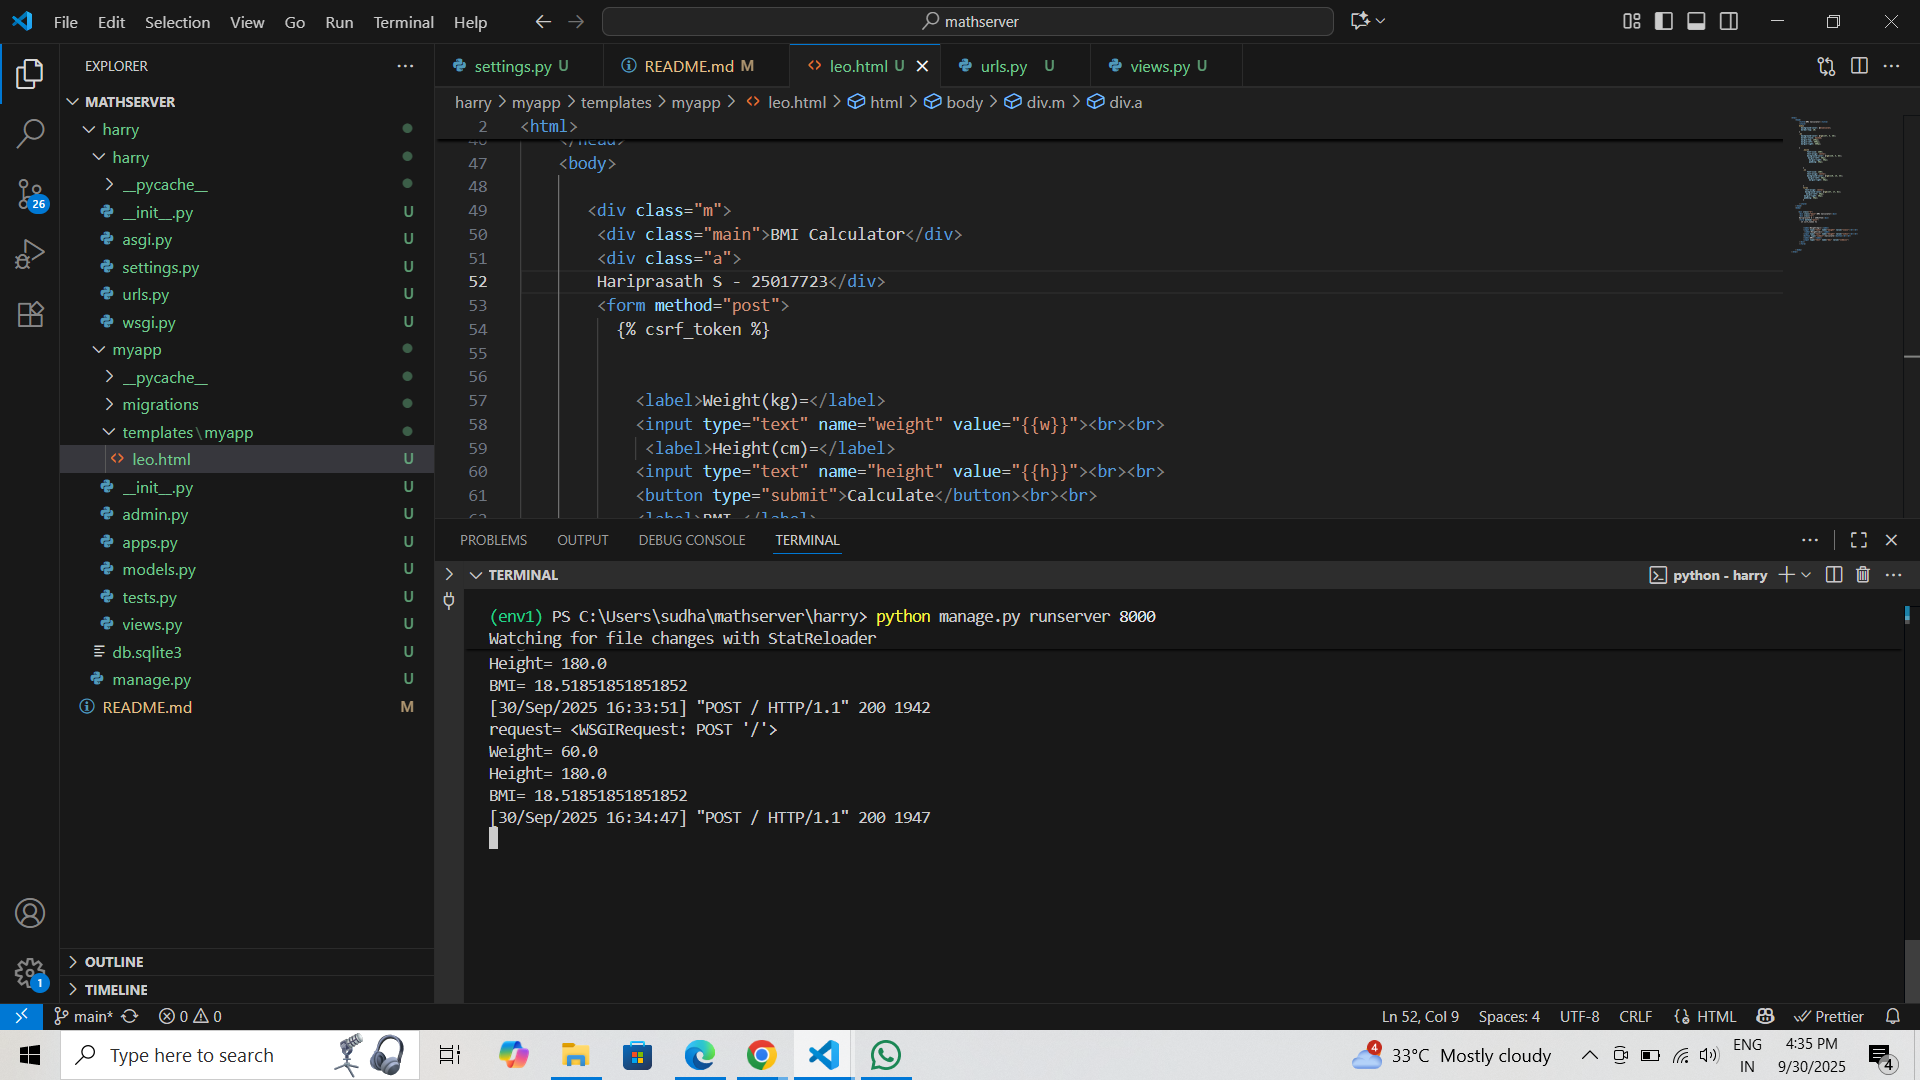 File Edit Selection View Go Run Terminal Help
mathserver
EXPLORER
MATHSERVER
harry
harry
__pycache__
__init__.py U
asgi.py U
settings.py U
urls.py U
wsgi.py U
myapp
__pycache__
migrations
templates\myapp
leo.html U
__init__.py U
admin.py U
apps.py U
models.py U
tests.py U
views.py U
db.sqlite3 U
manage.py U
README.md M
OUTLINE
TIMELINE
26
1
settings.py U
README.md M
leo.html U
urls.py U
views.py U
harry > myapp > templates > myapp > leo.html > html > body > div.m > div.a
2 <html>
46 </head>
47 <body>
48
49 <div class="m">
50 <div class="main">BMI Calculator</div>
51 <div class="a">
52 Hariprasath S - 25017723</div>
53 <form method="post">
54 {% csrf_token %}
55
56
57 <label>Weight(kg)=</label>
58 <input type="text" name="weight" value="{{w}}"><br><br>
59 <label>Height(cm)=</label>
60 <input type="text" name="height" value="{{h}}"><br><br>
61 <button type="submit">Calculate</button><br><br>
PROBLEMS OUTPUT DEBUG CONSOLE TERMINAL
TERMINAL
python - harry
(env1) PS C:\Users\sudha\mathserver\harry> python manage.py runserver 8000
Watching for file changes with StatReloader
Height= 180.0
BMI= 18.51851851851852
[30/Sep/2025 16:33:51] "POST / HTTP/1.1" 200 1942
request= <WSGIRequest: POST '/'>
Weight= 60.0
Height= 180.0
BMI= 18.51851851851852
[30/Sep/2025 16:34:47] "POST / HTTP/1.1" 200 1947
main* 0 0
Ln 52, Col 9 Spaces: 4 UTF-8 CRLF HTML Prettier
Type here to search
4
33°C Mostly cloudy
ENG
IN
4:35 PM
9/30/2025
4